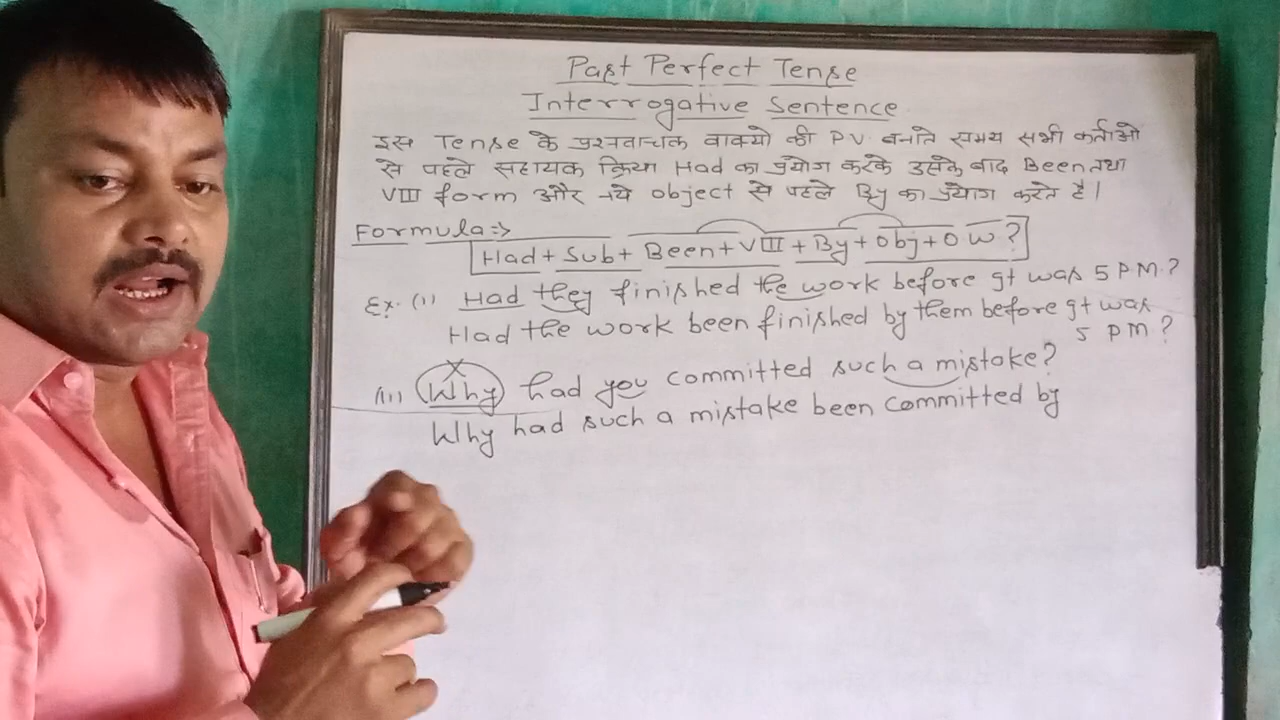 Past Perfect Tense
Interrogative Sentence
इस Tense के प्रश्नवाचक वाक्यो की PV बनाते समय सभी कर्ताओ
से पहले सहायक क्रिया Had का प्रयोग करके उसके बाद Been तथा
VIII form और नये object से पहले By का प्रयोग करते है।
Formula:→
Had + Sub + Been + VIII + By + Obj + O W ?
Ex. (i) Had they finished the work before It was 5 P.M.?
Had the work been finished by them before It was
5 PM?
(ii) Why had you committed such a mistake?
Why had such a mistake been committed by